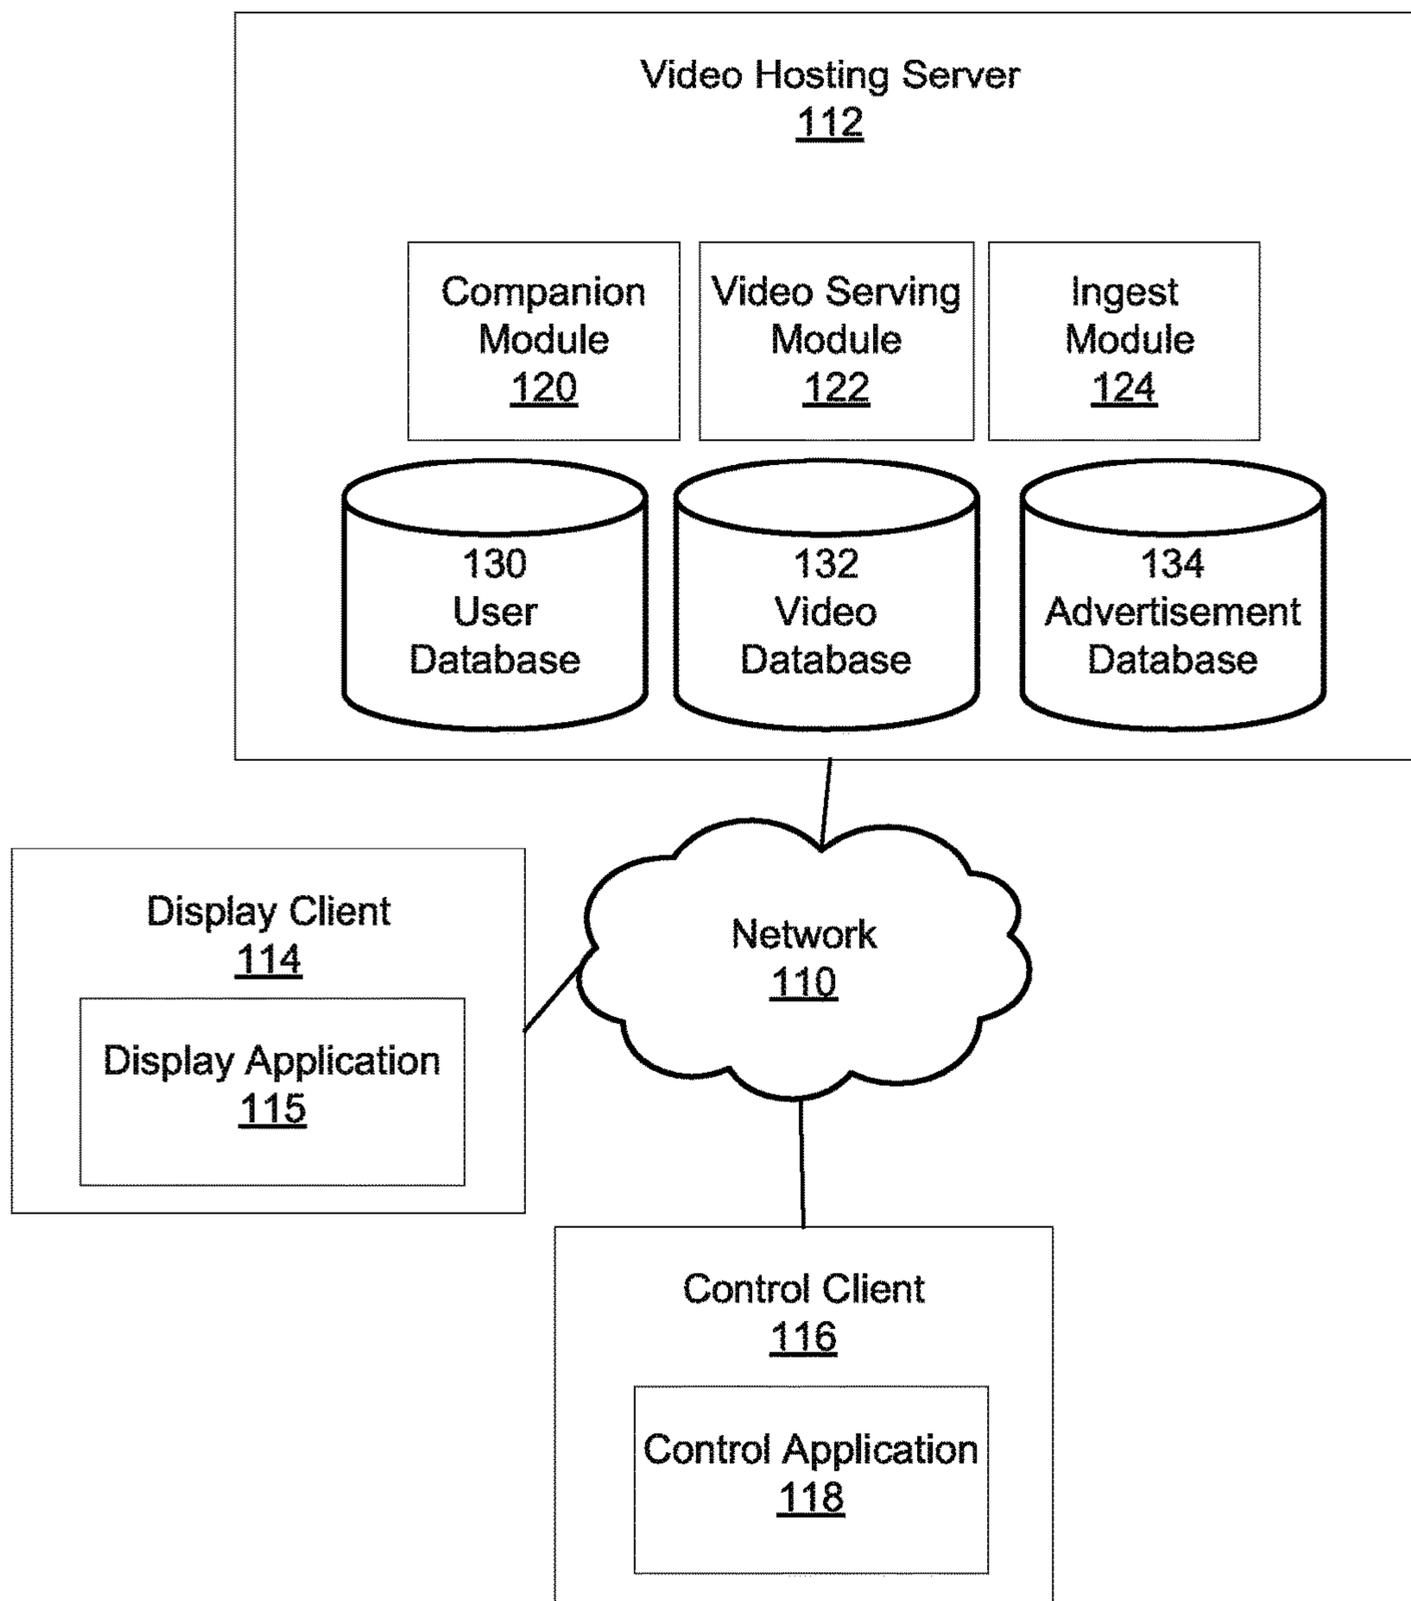 Video Hosting Server
112
Companion
Module
120
Video Serving
Module
122
Ingest
Module
124
130
User
Database
132
Video
Database
134
Advertisement
Database
Display Client
114
Display Application
115
Network
110
Control Client
116
Control Application
118